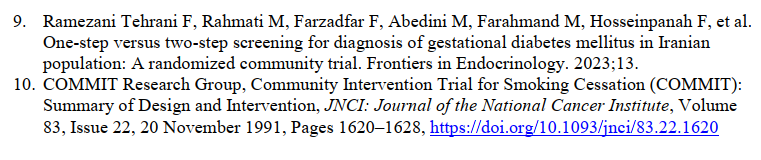 9. Ramezani Tehrani F, Rahmati M, Farzadfar F, Abedini M, Farahmand M, Hosseinpanah F, et al.
One-step versus two-step screening for diagnosis of gestational diabetes mellitus in Iranian
population: A randomized community trial. Frontiers in Endocrinology. 2023;13.
10. COMMIT Research Group, Community Intervention Trial for Smoking Cessation (COMMIT):
Summary of Design and Intervention, JNCI: Journal of the National Cancer Institute, Volume
83, Issue 22, 20 November 1991, Pages 1620–1628, https://doi.org/10.1093/jnci/83.22.1620